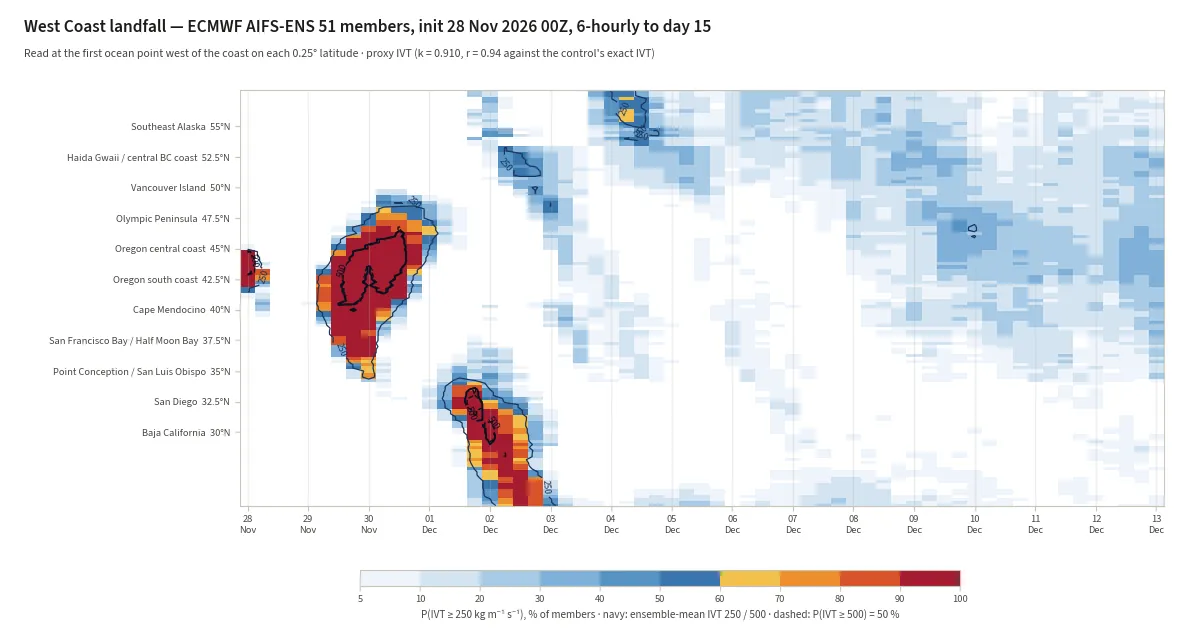 West Coast landfall — ECMWF AIFS-ENS 51 members, init 28 Nov 2026 00Z, 6-hourly to day 15
Read at the first ocean point west of the coast on each 0.25° latitude · proxy IVT (k = 0.910, r = 0.94 against the control's exact IVT)
Southeast Alaska 55°N
Haida Gwaii / central BC coast 52.5°N
Vancouver Island 50°N
Olympic Peninsula 47.5°N
Oregon central coast 45°N
Oregon south coast 42.5°N
Cape Mendocino 40°N
San Francisco Bay / Half Moon Bay 37.5°N
Point Conception / San Luis Obispo 35°N
San Diego 32.5°N
Baja California 30°N
250
250
500
250
250
28 29 30 01 02 03 04 05 06 07 08 09 10 11 12 13
Nov Nov Nov Dec Dec Dec Dec Dec Dec Dec Dec Dec Dec Dec Dec Dec
5 10 20 30 40 50 60 70 80 90 100
P(IVT ≥ 250 kg m⁻¹ s⁻¹), % of members · navy: ensemble-mean IVT 250 / 500 · dashed: P(IVT ≥ 500) = 50 %